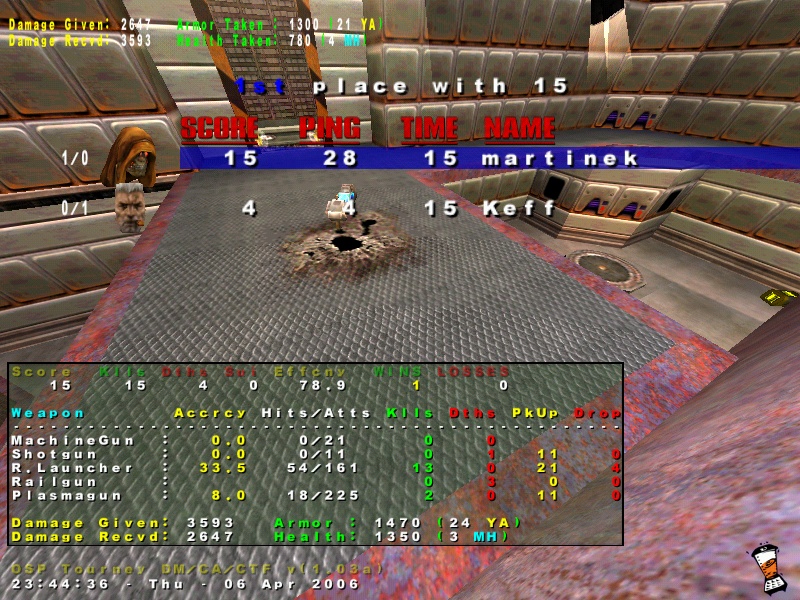 Damage Given: 2647 Armor Taken : 1300 (21 YA)
Damage Recvd: 3593 Health Taken: 780 (4 MH)
1st place with 15
SCORE PING TIME NAME
1/0 15 28 15 martinek
0/1 4 4 15 Keff
Score Klls Dths Sui Effcny WINS LOSSES
15 15 4 0 78.9 1 0
Weapon Accrcy Hits/Atts Klls Dths PkUp Drop
MachineGun : 0.0 0/21 0 0
Shotgun : 0.0 0/11 0 1 11 0
R.Launcher : 33.5 54/161 13 0 21 4
Railgun : 0 3 0 0
Plasmagun : 8.0 18/225 2 0 11 0
Damage Given: 3593 Armor : 1470 (24 YA)
Damage Recvd: 2647 Health: 1350 (3 MH)
OSP Tourney DM/CA/CTF v(1.03a)
23:44:36 - Thu - 06 Apr 2006